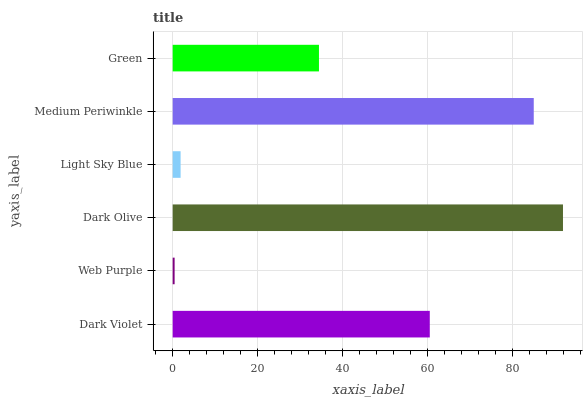 title
Green
Medium Periwinkle
Light Sky Blue
Dark Olive
Web Purple
Dark Violet
yaxis_label
0 20 40 60 80
xaxis_label